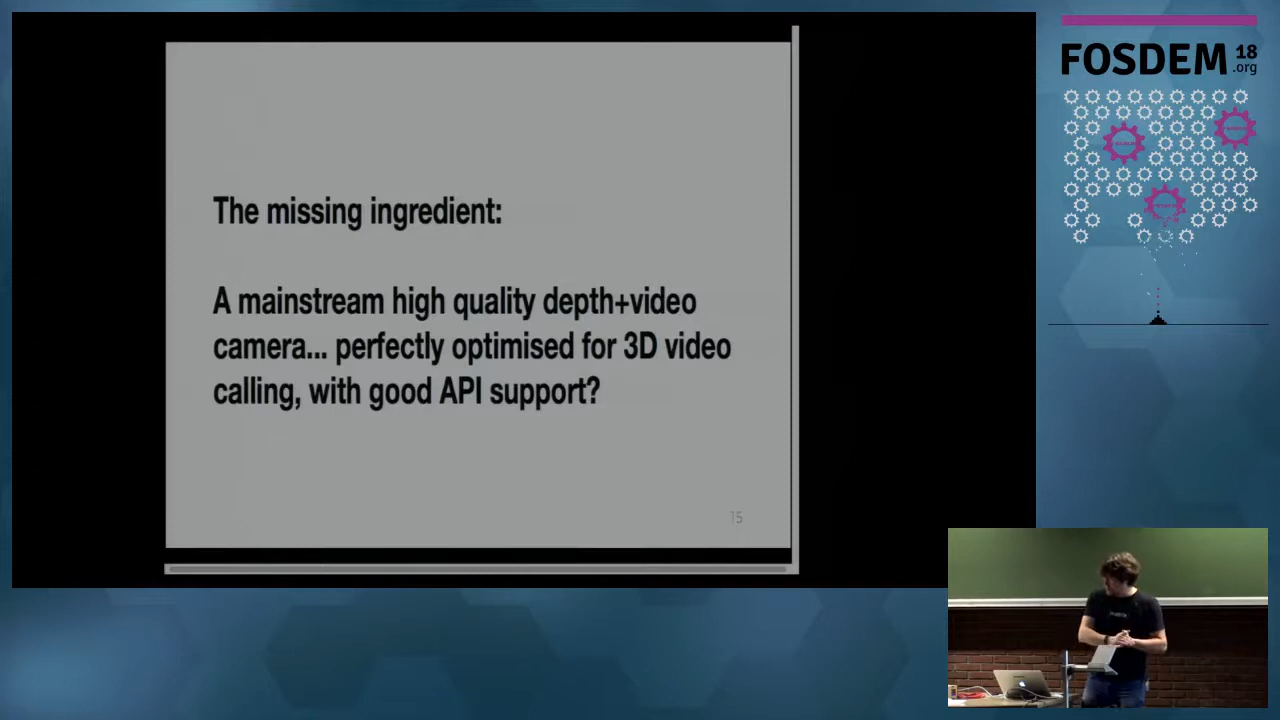 The missing ingredient:
A mainstream high quality depth+video
camera... perfectly optimised for 3D video
calling, with good API support?
15
FOSDEM 18
.org